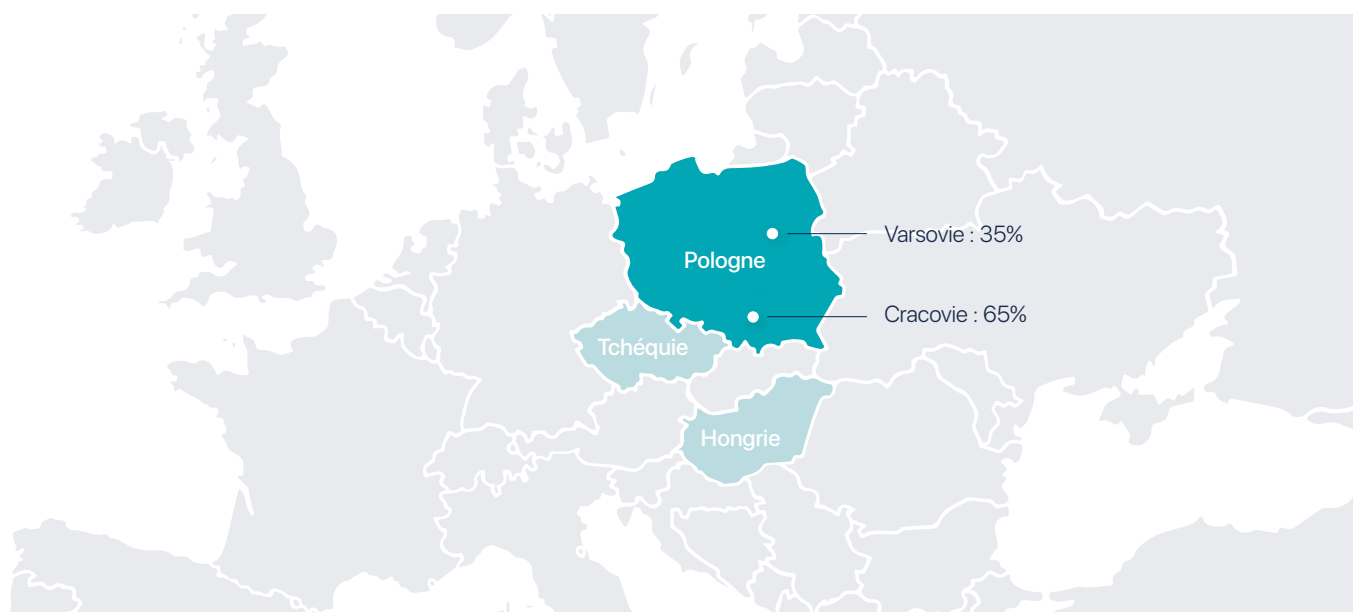 Varsovie : 35%
Pologne
Cracovie : 65%
Tchéquie
Hongrie